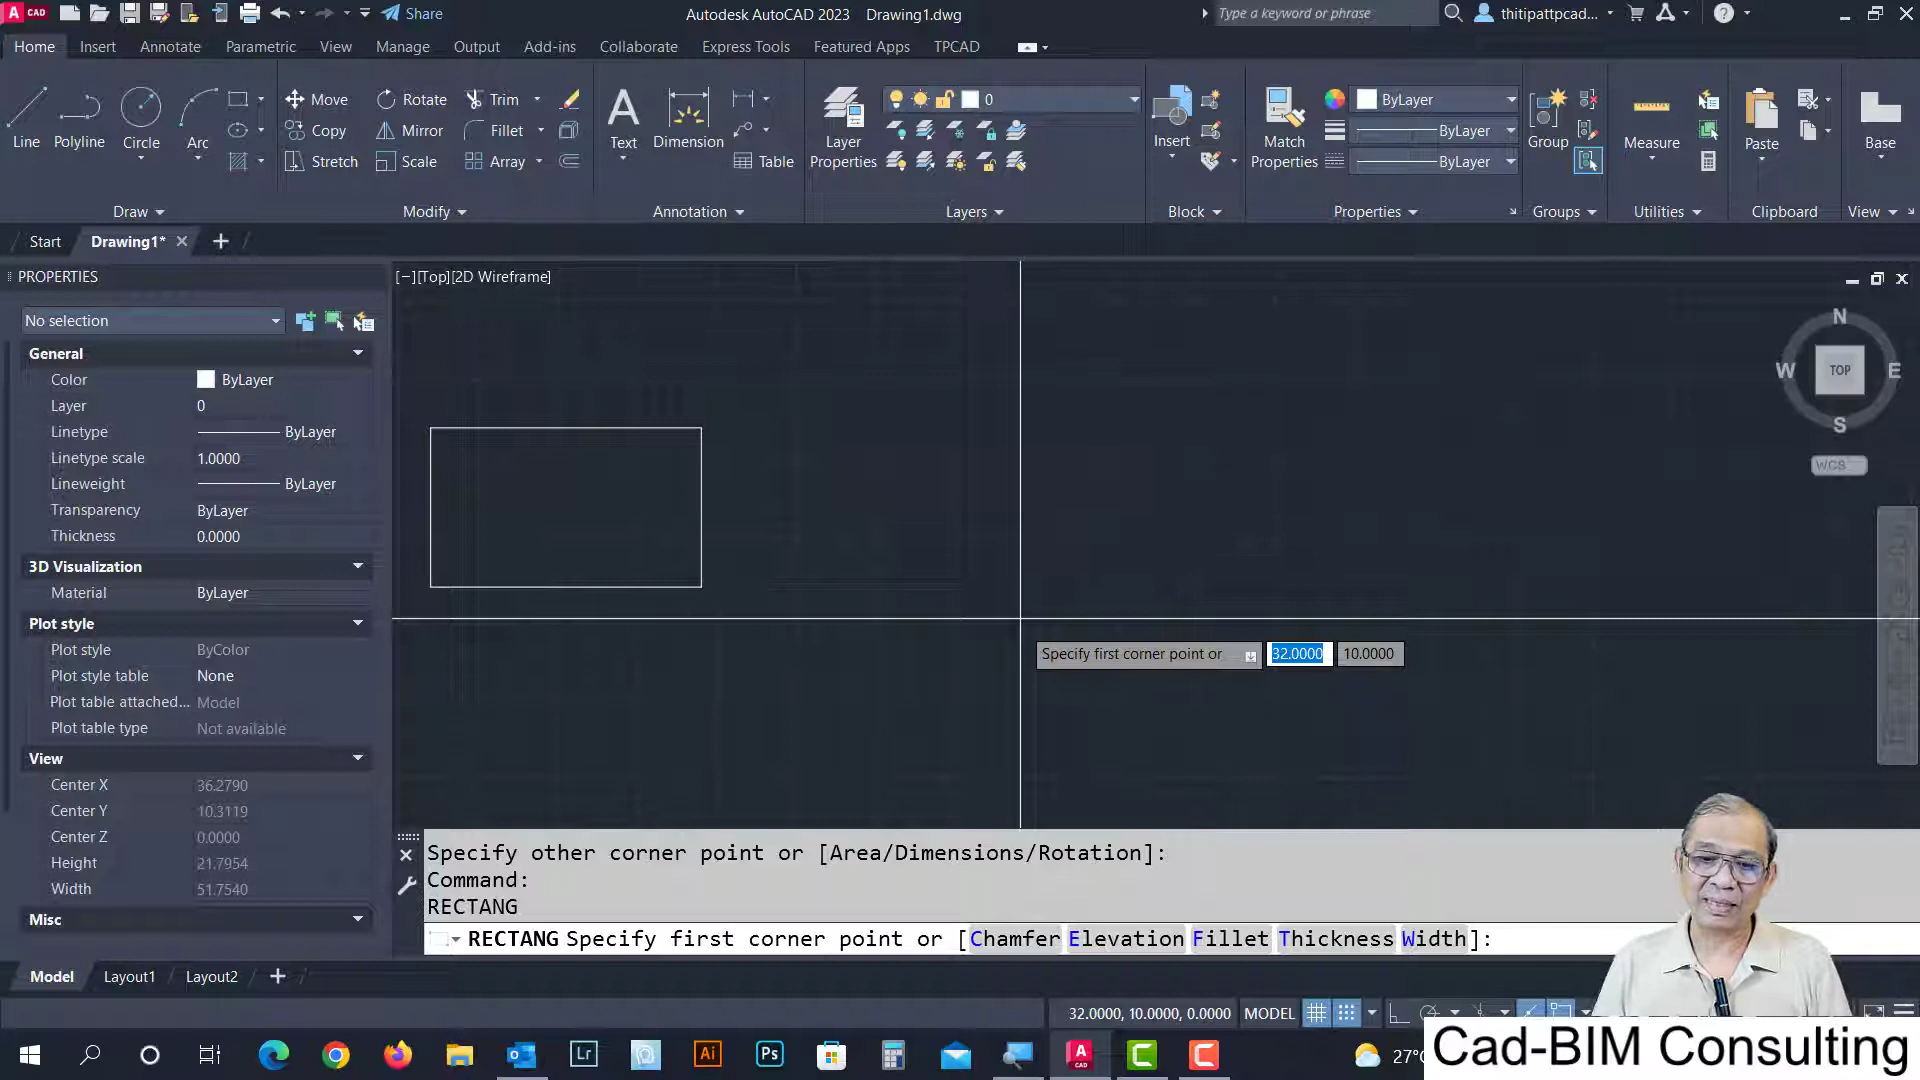 CAD
Share
Autodesk AutoCAD 2023 Drawing1.dwg
Type a keyword or phrase
thitipattpcad...
Home Insert Annotate Parametric View Manage Output Add-ins Collaborate Express Tools Featured Apps TPCAD
Line Polyline Circle Arc
Move Rotate Trim
Copy Mirror Fillet
Stretch Scale Array
Text Dimension Table
Layer Properties
0
Insert
Match Properties
ByLayer
ByLayer
ByLayer
Group
Measure
Paste
Base
Draw Modify Annotation Layers Block Properties Groups Utilities Clipboard View
Start Drawing1*
PROPERTIES
[−][Top][2D Wireframe]
No selection
General
Color ByLayer
Layer 0
Linetype ByLayer
Linetype scale 1.0000
Lineweight ByLayer
Transparency ByLayer
Thickness 0.0000
3D Visualization
Material ByLayer
Plot style
Plot style ByColor
Plot style table None
Plot table attached... Model
Plot table type Not available
View
Center X 36.2790
Center Y 10.3119
Center Z 0.0000
Height 21.7954
Width 51.7540
Misc
N
W TOP E
S
WCS
Specify first corner point or 32.0000 10.0000
Specify other corner point or [Area/Dimensions/Rotation]:
Command:
RECTANG
RECTANG Specify first corner point or [Chamfer Elevation Fillet Thickness Width]:
Model Layout1 Layout2
32.0000, 10.0000, 0.0000 MODEL
Lr Ai Ps A CAD C C
27°
Cad-BIM Consulting